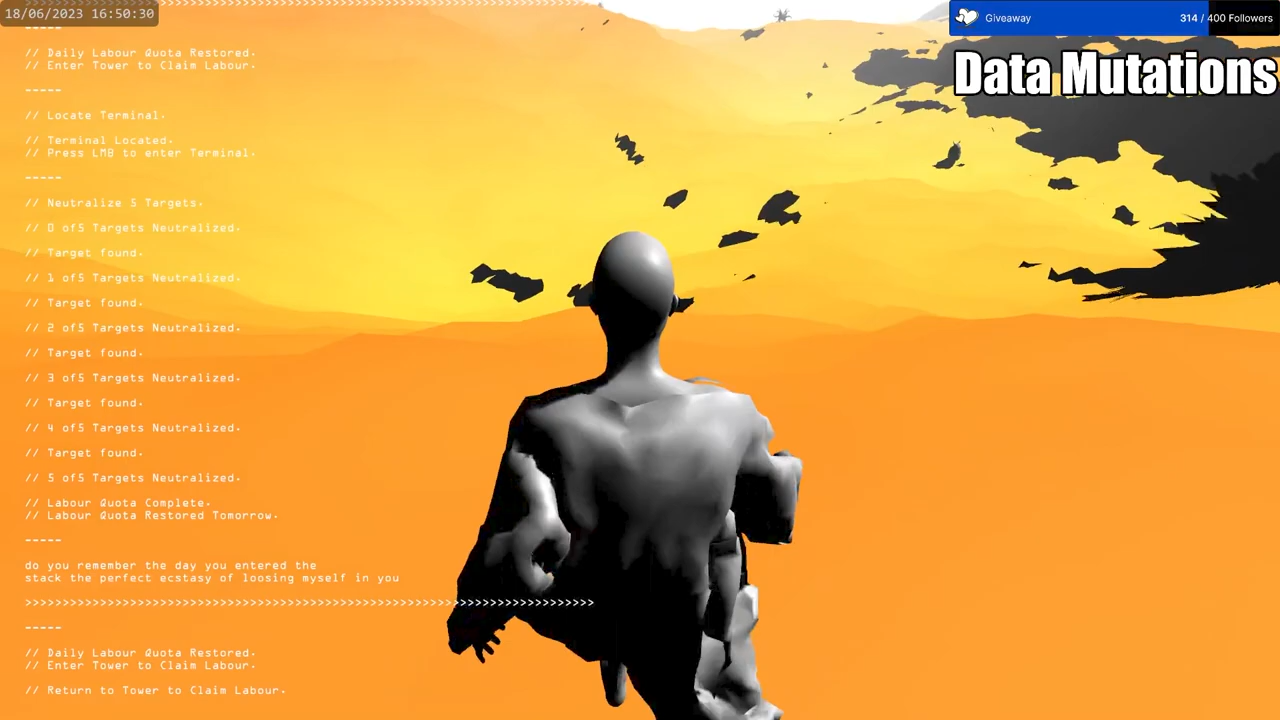 18/06/2023 16:50:30
>>>>>>>>>>>>>>>>>>>>>>>>>>>>>>>>>>>>>>>>>>>>>>>>>>>>>>>>>>>>>>>>>>>>>>>>>>>>>>>>>>>>>>>>>>>
-----
// Daily Labour Quota Restored.
// Enter Tower to Claim Labour.
-----
// Locate Terminal.
// Terminal Located.
// Press LMB to enter Terminal.
-----
// Neutralize 5 Targets.
// 0 of5 Targets Neutralized.
// Target found.
// 1 of5 Targets Neutralized.
// Target found.
// 2 of5 Targets Neutralized.
// Target found.
// 3 of5 Targets Neutralized.
// Target found.
// 4 of5 Targets Neutralized.
// Target found.
// 5 of5 Targets Neutralized.
// Labour Quota Complete.
// Labour Quota Restored Tomorrow.
-----
do you remember the day you entered the
stack the perfect ecstasy of loosing myself in you
>>>>>>>>>>>>>>>>>>>>>>>>>>>>>>>>>>>>>>>>>>>>>>>>>>>>>>>>>>>>>>>>>>>>>>>>>>>>>>>>>>>>>>>>>>>
-----
// Daily Labour Quota Restored.
// Enter Tower to Claim Labour.
// Return to Tower to Claim Labour.
Giveaway 314 / 400 Followers
Data Mutations